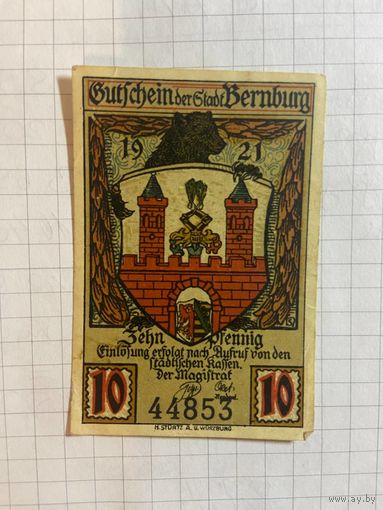 Gutschein der Stadt Bernburg
19 21
Zehn Pfennig
Einlösung erfolgt nach Aufruf von den
städtischen Kassen.
Der Magistrat
10 44853 10
H. STÜRTZ A. G. WÜRZBURG.
www.ay.by